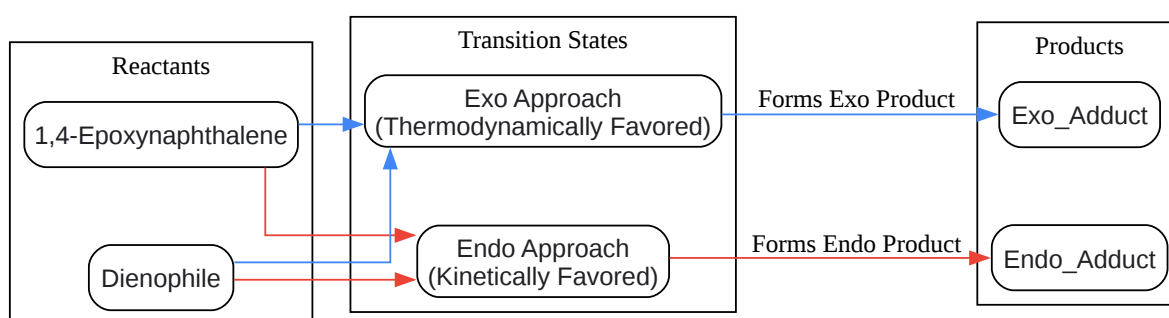 Reactants
1,4-Epoxynaphthalene
Dienophile
Transition States
Exo Approach
(Thermodynamically Favored)
Endo Approach
(Kinetically Favored)
Forms Exo Product
Forms Endo Product
Products
Exo_Adduct
Endo_Adduct